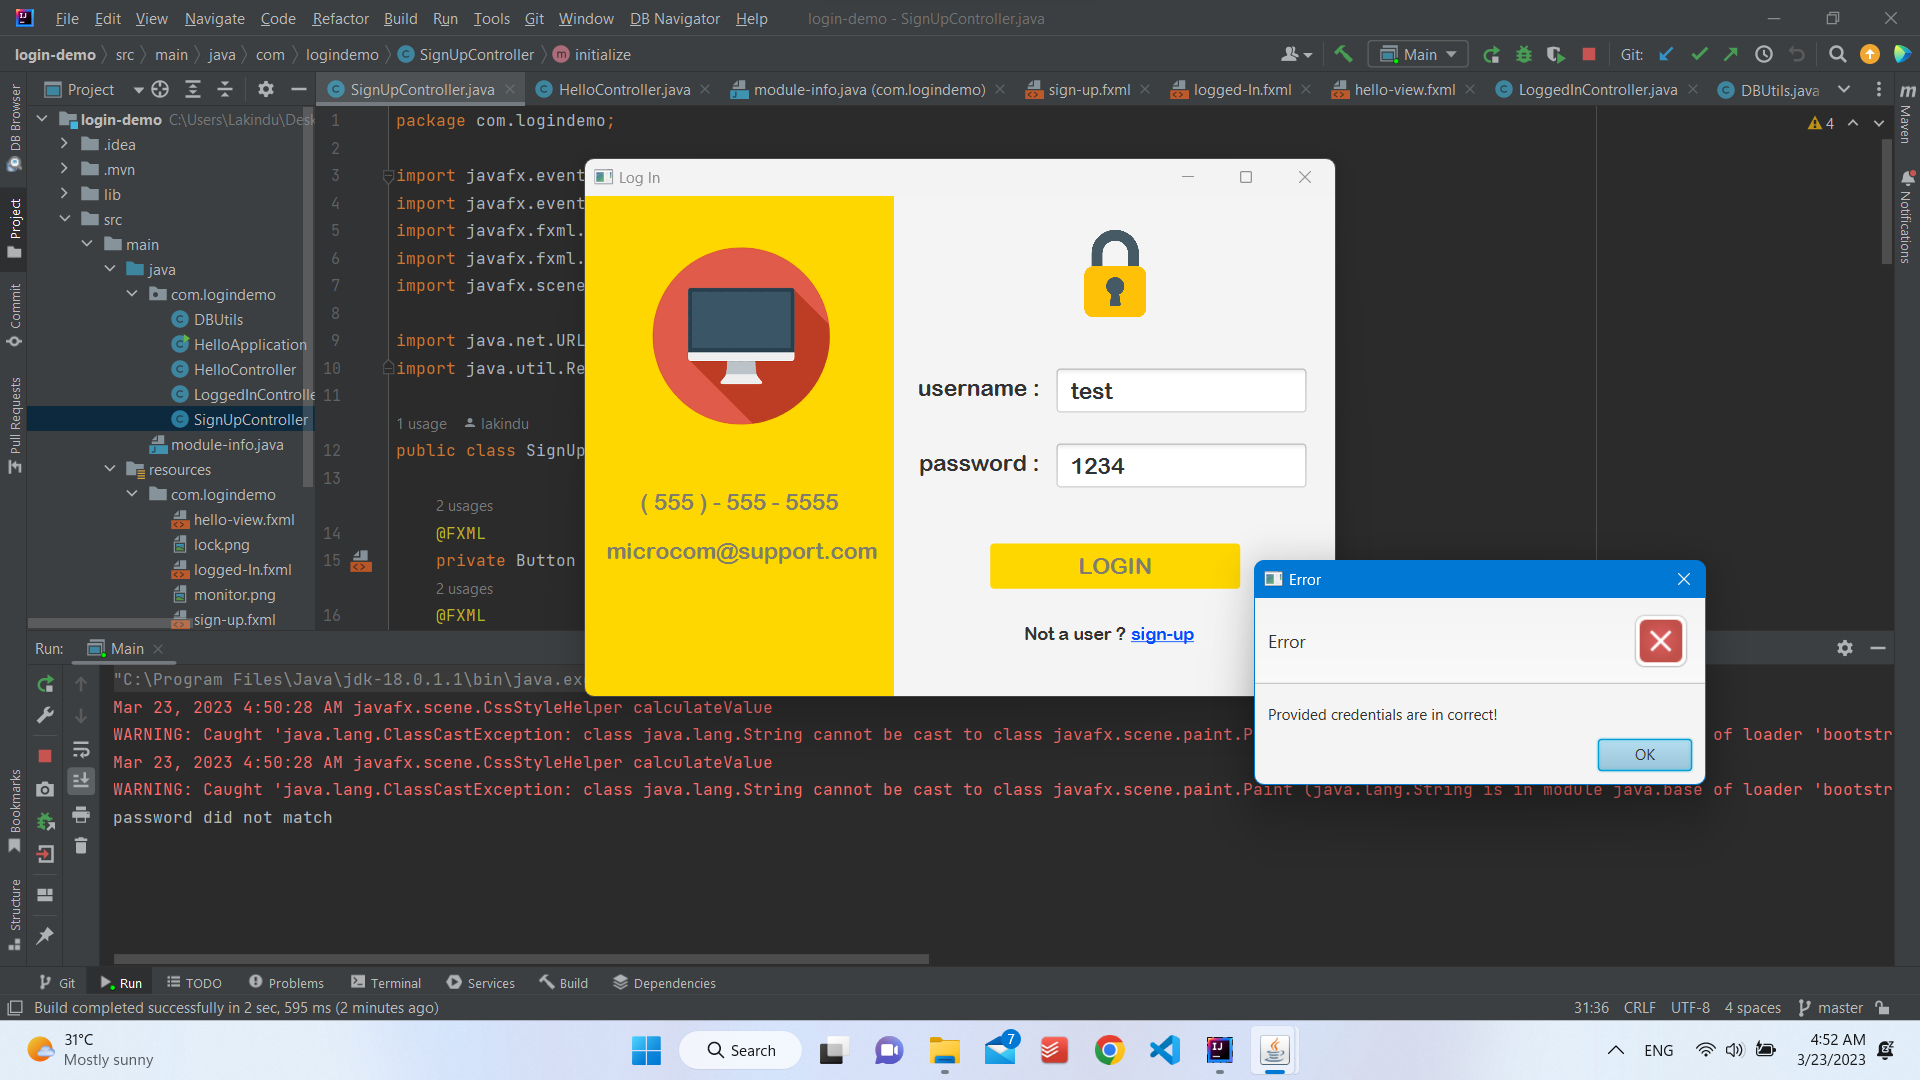 File Edit View Navigate Code Refactor Build Run Tools Git Window DB Navigator Help login-demo - SignUpController.java
login-demo src main java com logindemo SignUpController initialize Main Git:
Project SignUpController.java HelloController.java module-info.java (com.logindemo) sign-up.fxml logged-In.fxml hello-view.fxml LoggedInController.java DBUtils.java
DB Browser
Project
Commit
Pull Requests
Bookmarks
Structure
Maven
Notifications
login-demo C:\Users\Lakindu\Desk
.idea
.mvn
lib
src
main
java
com.logindemo
DBUtils
HelloApplication
HelloController
LoggedInControlle
SignUpController
module-info.java
resources
com.logindemo
hello-view.fxml
lock.png
logged-In.fxml
monitor.png
sign-up.fxml
4
1 package com.logindemo;
2
3 import javafx.event
4 import javafx.event
5 import javafx.fxml.
6 import javafx.fxml.
7 import javafx.scene
8
9 import java.net.URL
10 import java.util.Re
11
1 usage lakindu
12 public class SignUp
13
2 usages
14 @FXML
15 private Button
2 usages
16 @FXML
Log In
( 555 ) - 555 - 5555
microcom@support.com
username : test
password : 1234
LOGIN
Not a user ? sign-up
Error
Error
Provided credentials are in correct!
OK
Run: Main
"C:\Program Files\Java\jdk-18.0.1.1\bin\java.ex
Mar 23, 2023 4:50:28 AM javafx.scene.CssStyleHelper calculateValue
WARNING: Caught 'java.lang.ClassCastException: class java.lang.String cannot be cast to class javafx.scene.paint.P of loader 'bootstr
Mar 23, 2023 4:50:28 AM javafx.scene.CssStyleHelper calculateValue
WARNING: Caught 'java.lang.ClassCastException: class java.lang.String cannot be cast to class javafx.scene.paint.Paint (java.lang.String is in module java.base of loader 'bootstr
password did not match
Git Run TODO Problems Terminal Services Build Dependencies
Build completed successfully in 2 sec, 595 ms (2 minutes ago) 31:36 CRLF UTF-8 4 spaces master
31°C
Mostly sunny
Search
7
ENG
4:52 AM
3/23/2023